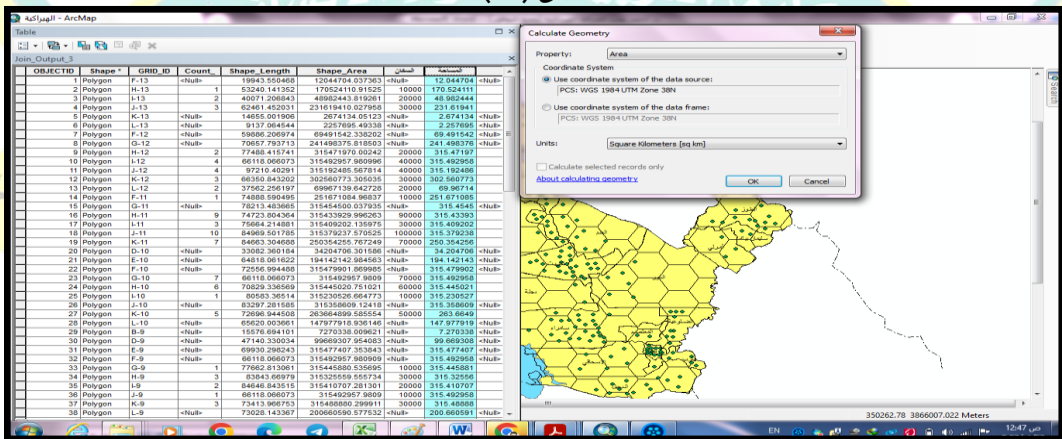 ArcMap - الهيراكية
Table
Join_Output_3
OBJECTID Shape * GRID_ID Count_ Shape_Length Shape_Area السكان المساحة
1 Polygon F-13 <Null> 19943.550468 12044704.037363 <Null> 12.044704 <Null>
2 Polygon H-13 1 53240.141352 170524110.91525 10000 170.524111
3 Polygon I-13 2 40071.206843 48982443.819261 20000 48.982444
4 Polygon J-13 3 62461.452031 231619410.027958 30000 231.61941
5 Polygon K-13 <Null> 14655.001906 2674134.05123 <Null> 2.674134 <Null>
6 Polygon L-13 <Null> 9137.064544 2257695.49338 <Null> 2.257695 <Null>
7 Polygon F-12 <Null> 59886.206974 69491542.338202 <Null> 69.491542 <Null>
8 Polygon G-12 <Null> 70657.793713 241498375.818503 <Null> 241.498376 <Null>
9 Polygon H-12 2 77488.415741 315471970.00242 20000 315.47197
10 Polygon I-12 4 66118.066073 315492957.980996 40000 315.492958
11 Polygon J-12 4 97210.40291 315192485.567814 40000 315.192486
12 Polygon K-12 3 66350.843202 302560773.305035 30000 302.560773
13 Polygon L-12 2 37562.256197 69967139.642728 20000 69.96714
14 Polygon F-11 1 74888.590495 251671084.96837 10000 251.671085
15 Polygon G-11 <Null> 78213.483665 315454500.037935 <Null> 315.4545 <Null>
16 Polygon H-11 9 74723.804364 315433929.996263 90000 315.43393
17 Polygon I-11 3 75664.214881 315409202.135975 30000 315.409202
18 Polygon J-11 10 84969.501785 315379237.570525 100000 315.379238
19 Polygon K-11 7 84663.304688 250354255.767249 70000 250.354256
20 Polygon D-10 <Null> 33082.360184 34204706.301586 <Null> 34.204706 <Null>
21 Polygon E-10 <Null> 64818.061622 194142142.984563 <Null> 194.142143 <Null>
22 Polygon F-10 <Null> 72556.994488 315479901.869985 <Null> 315.479902 <Null>
23 Polygon G-10 7 66118.066073 315492957.9809 70000 315.492958
24 Polygon H-10 6 70829.336569 315445020.751021 60000 315.445021
25 Polygon I-10 1 80583.36514 315230526.664773 10000 315.230527
26 Polygon J-10 <Null> 83297.281585 315358609.12418 <Null> 315.358609 <Null>
27 Polygon K-10 5 72696.944508 263664899.585554 50000 263.6649
28 Polygon L-10 <Null> 65620.003661 147977918.936146 <Null> 147.977919 <Null>
29 Polygon B-9 <Null> 15576.694101 7270338.009621 <Null> 7.270338 <Null>
30 Polygon D-9 <Null> 47140.330034 99669307.954083 <Null> 99.669308 <Null>
31 Polygon E-9 <Null> 69930.298243 315477407.353843 <Null> 315.477407 <Null>
32 Polygon F-9 <Null> 66118.066073 315492957.980909 <Null> 315.492958 <Null>
33 Polygon G-9 1 77662.813061 315445880.535695 10000 315.445881
34 Polygon H-9 3 83843.66979 315325559.555734 30000 315.32556
35 Polygon I-9 2 84646.843515 315410707.281301 20000 315.410707
36 Polygon J-9 1 66118.066073 315492957.9809 10000 315.492958
37 Polygon K-9 3 73413.966753 315488880.299911 30000 315.48888
38 Polygon L-9 <Null> 73028.143367 200660590.577532 <Null> 200.660591 <Null>
Calculate Geometry
Property: Area
Coordinate System
Use coordinate system of the data source:
PCS: WGS 1984 UTM Zone 38N
Use coordinate system of the data frame:
PCS: WGS 1984 UTM Zone 38N
Units: Square Kilometers [sq km]
Calculate selected records only
About calculating geometry
OK Cancel
Search
350262.78 3866007.022 Meters
EN 12:47 ص